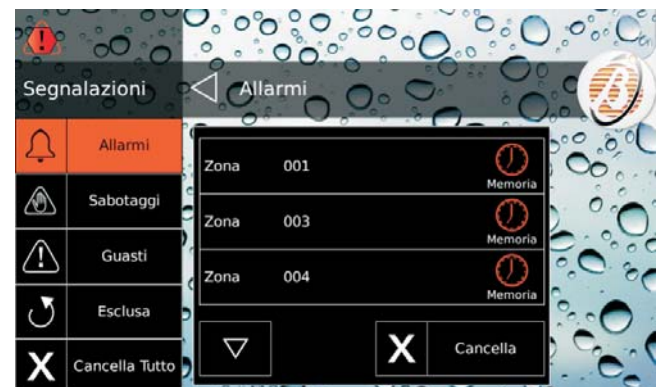 Segnalazioni
Allarmi
Allarmi
Sabotaggi
Guasti
Esclusa
Cancella Tutto
Zona 001
Memoria
Zona 003
Memoria
Zona 004
Memoria
X Cancella